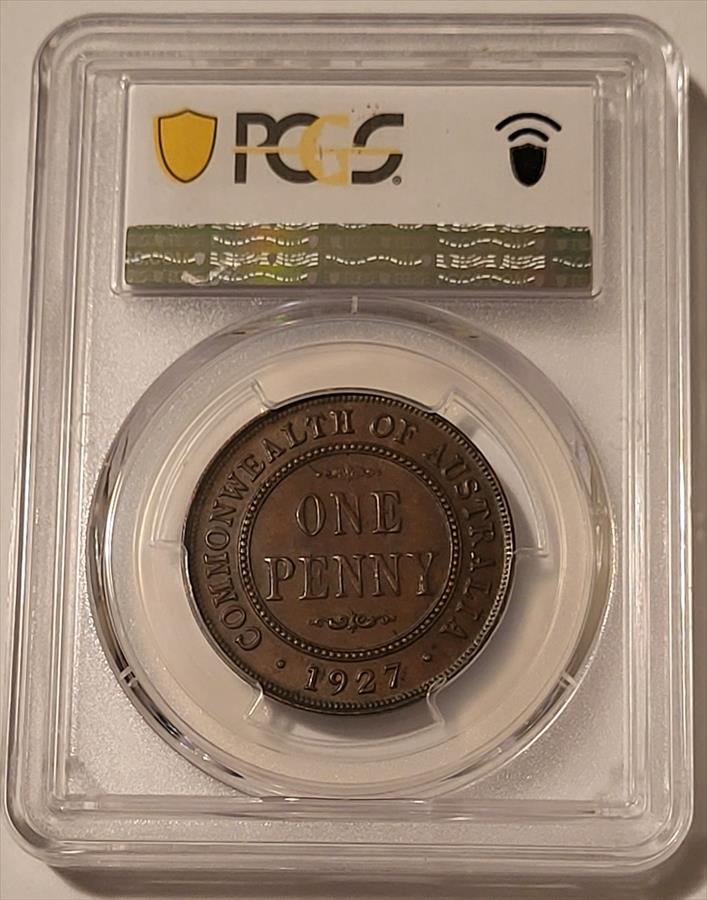 PCGS
COMMONWEALTH OF AUSTRALIA
ONE
PENNY
· 1927 ·